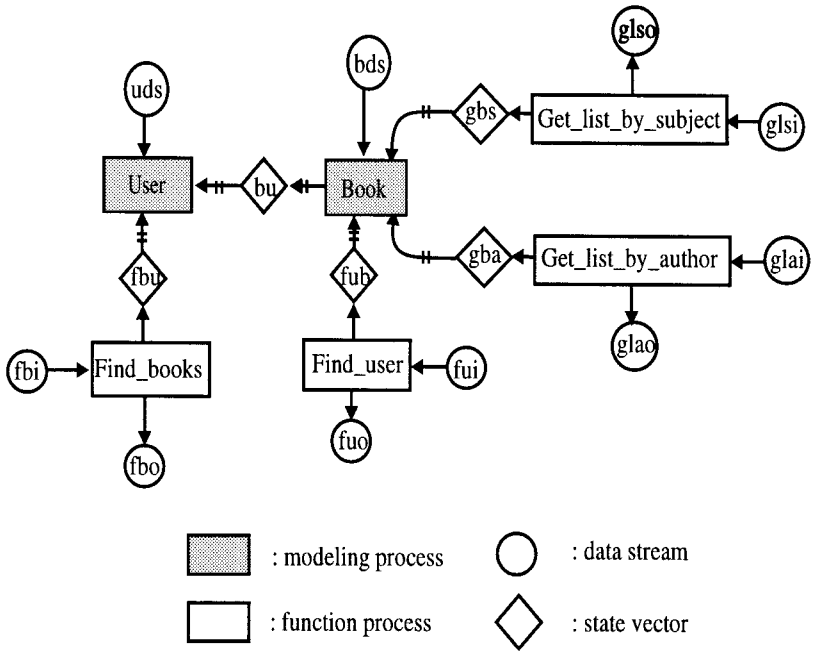 glso
uds
bds
gbs
Get_list_by_subject
glsi
User
bu
Book
fbu
fub
gba
Get_list_by_author
glai
glao
fbi
Find_books
Find_user
fui
fbo
fuo
: modeling process
: data stream
: function process
: state vector